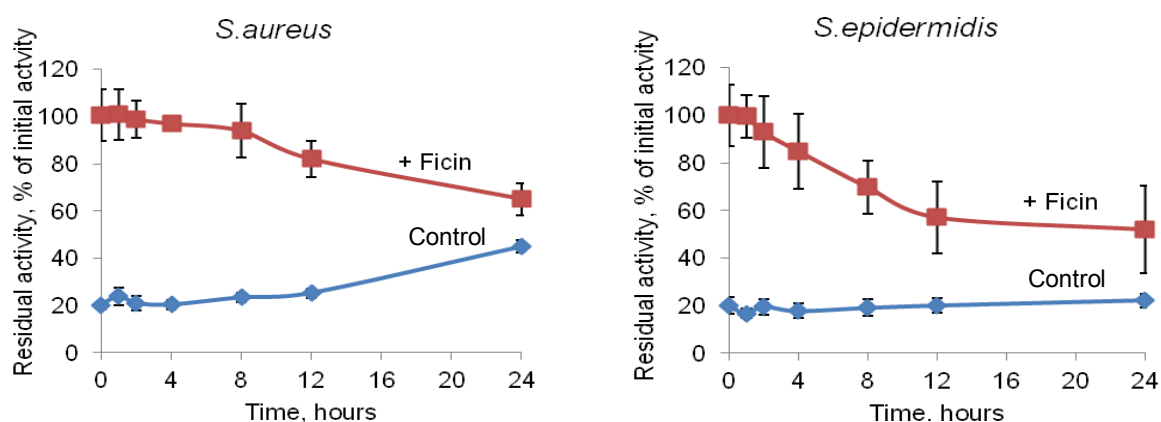 S.aureus
Residual activity, % of initial actvity
120
100
80
60
40
20
0
+ Ficin
Control
0 4 8 12 16 20 24
Time, hours
S.epidermidis
Residual activity, % of initial actvity
120
100
80
60
40
20
0
+ Ficin
Control
0 4 8 12 16 20 24
Time. hours